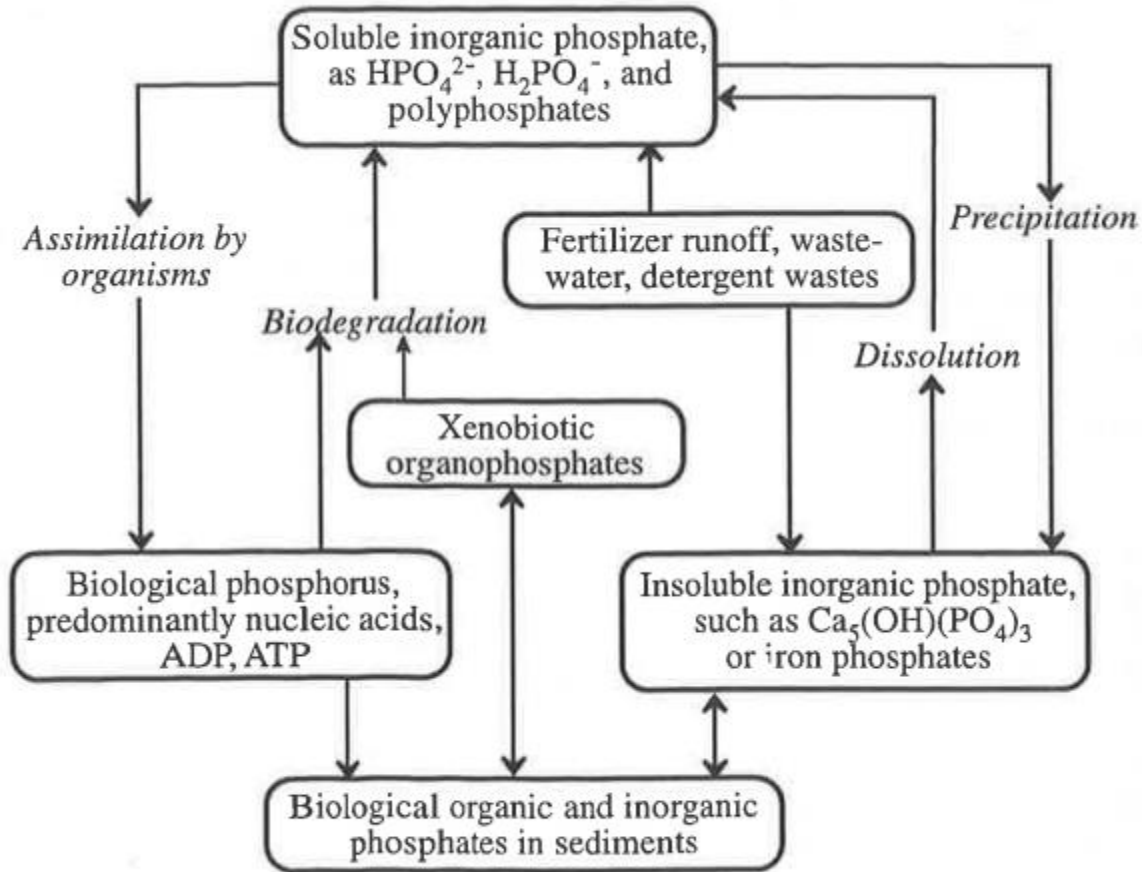 Soluble inorganic phosphate,
as HPO₄²⁻, H₂PO₄⁻, and
polyphosphates
Assimilation by
organisms
Fertilizer runoff, waste-
water, detergent wastes
Precipitation
Biodegradation
Dissolution
Xenobiotic
organophosphates
Biological phosphorus,
predominantly nucleic acids,
ADP, ATP
Insoluble inorganic phosphate,
such as Ca₅(OH)(PO₄)₃
or iron phosphates
Biological organic and inorganic
phosphates in sediments